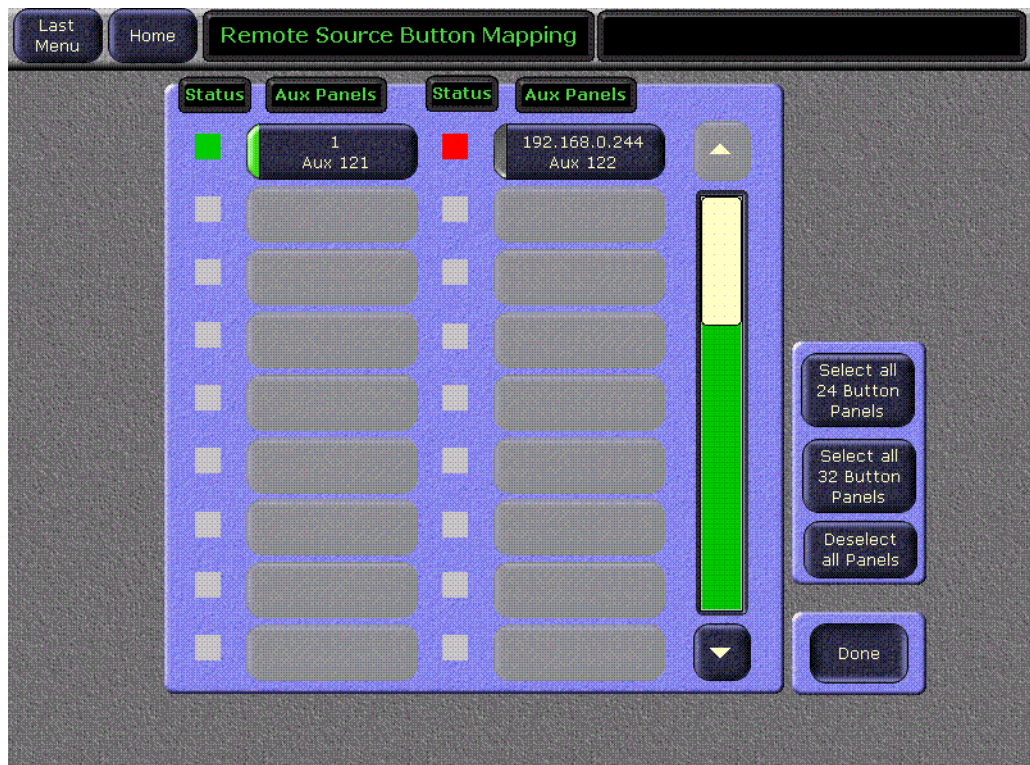 Last
Menu
Home
Remote Source Button Mapping
Status
Aux Panels
Status
Aux Panels
1
Aux 121
192.168.0.244
Aux 122
Select all
24 Button
Panels
Select all
32 Button
Panels
Deselect
all Panels
Done